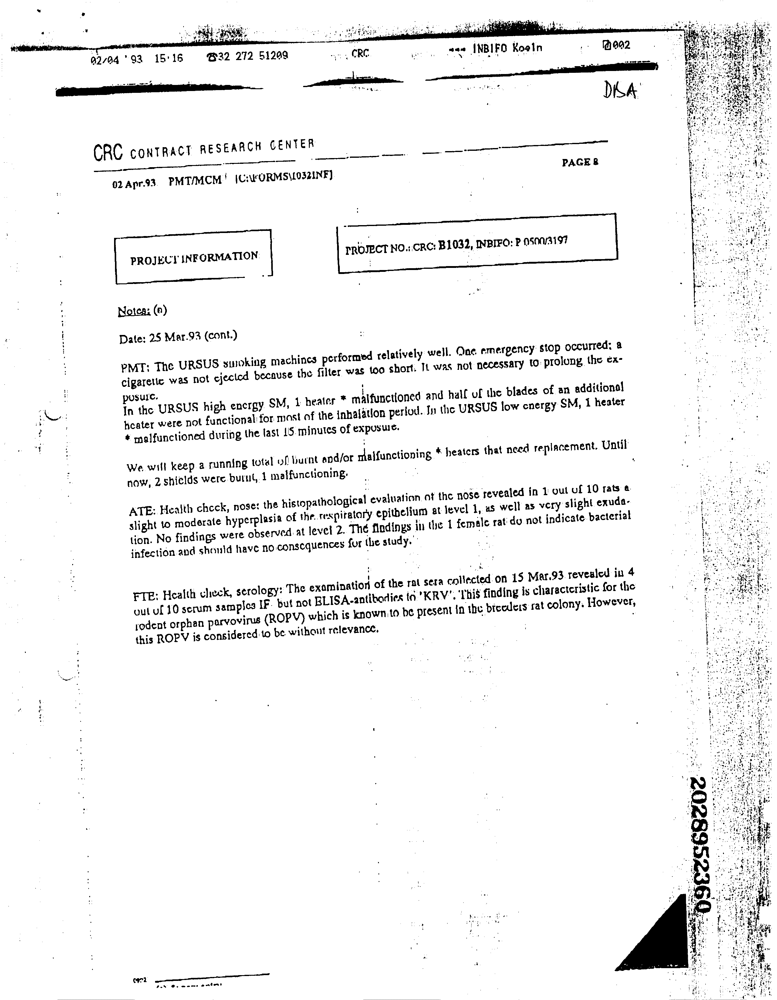 02/04 '93 15:16 ☎32 272 51209 CRC →→→ INBIFO Koeln 002
DISA
CRC CONTRACT RESEARCH CENTER
PAGE 8
02 Apr.93 PMT/MCM [C:\FORMS\10321NF]
PROJECT INFORMATION
PROJECT NO.: CRC: B1032, INBIFO: P 0500/3197
Notes: (n)
Date: 25 Mar.93 (cont.)
PMT: The URSUS smoking machines performed relatively well. One emergency stop occurred: a
cigarette was not ejected because the filter was too short. It was not necessary to prolong the ex-
posure.
In the URSUS high energy SM, 1 heater * malfunctioned and half of the blades of an additional
heater were not functional for most of the inhalation period. In the URSUS low energy SM, 1 heater
* malfunctioned during the last 15 minutes of exposure.
We will keep a running total of burnt and/or malfunctioning * heaters that need replacement. Until
now, 2 shields were burnt, 1 malfunctioning.
ATE: Health check, nose: the histopathological evaluation of the nose revealed in 1 out of 10 rats a
slight to moderate hyperplasia of the respiratory epithelium at level 1, as well as very slight exuda-
tion. No findings were observed at level 2. The findings in the 1 female rat do not indicate bacterial
infection and should have no consequences for the study.
FTE: Health check, serology: The examination of the rat sera collected on 15 Mar.93 revealed in 4
out of 10 serum samples IF- but not ELISA-antibodies to 'KRV'. This finding is characteristic for the
rodent orphan parvovirus (ROPV) which is known to be present in the breeders rat colony. However,
this ROPV is considered to be without relevance.
2028952360